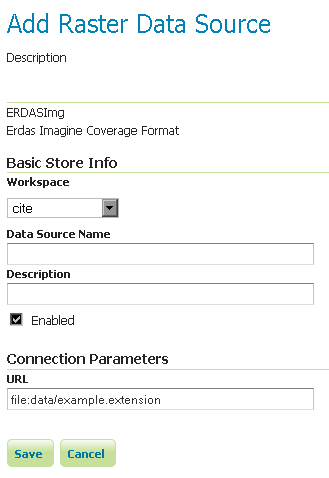 Add Raster Data Source
Description
ERDASImg
Erdas Imagine Coverage Format
Basic Store Info
Workspace
cite
Data Source Name
Description
Enabled
Connection Parameters
URL
file:data/example.extension
Save Cancel